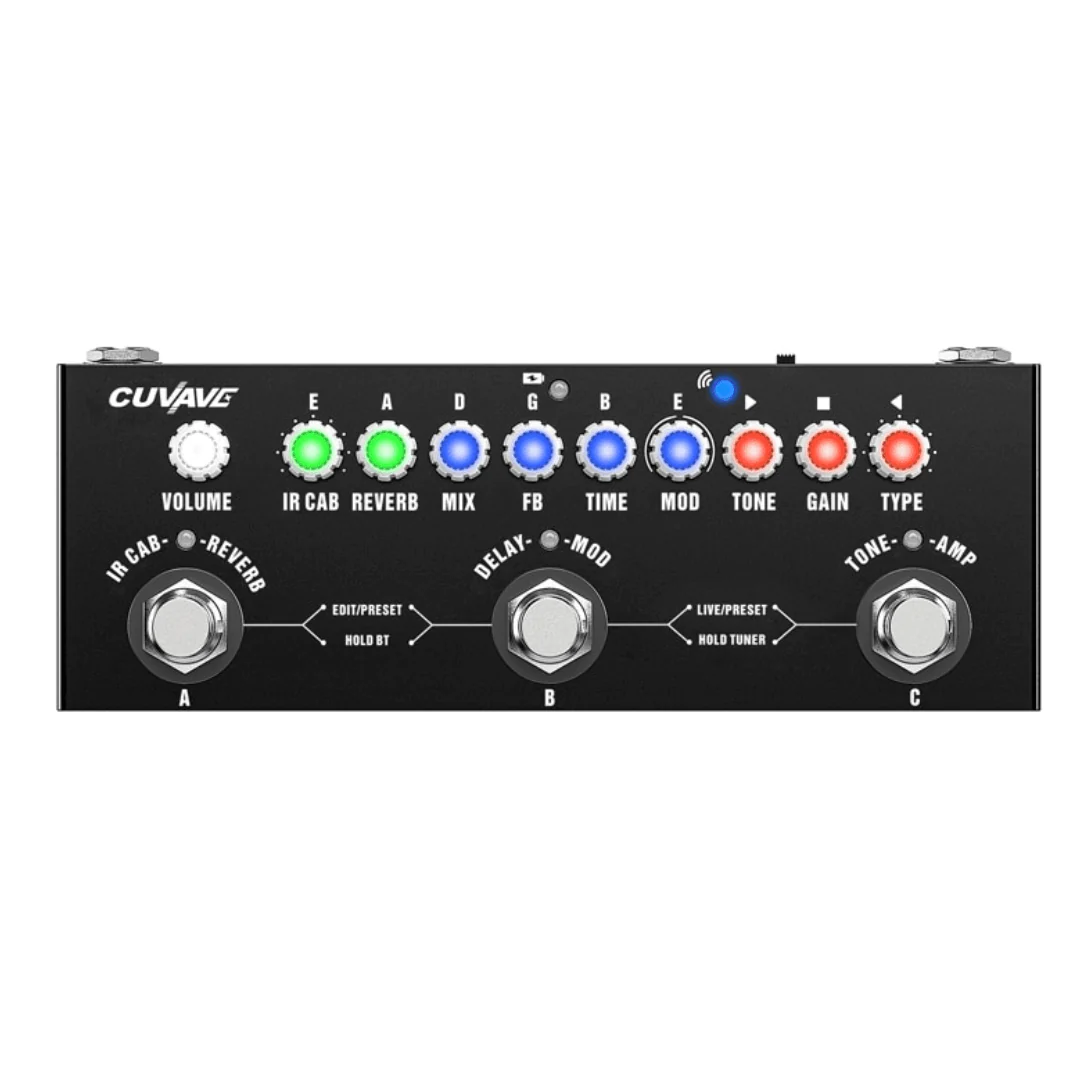 CUVAVE
E A D G B E
VOLUME IR CAB REVERB MIX FB TIME MOD TONE GAIN TYPE
IR CAB- -REVERB DELAY- -MOD TONE- -AMP
EDIT/PRESET LIVE/PRESET
HOLD BT HOLD TUNER
A B C